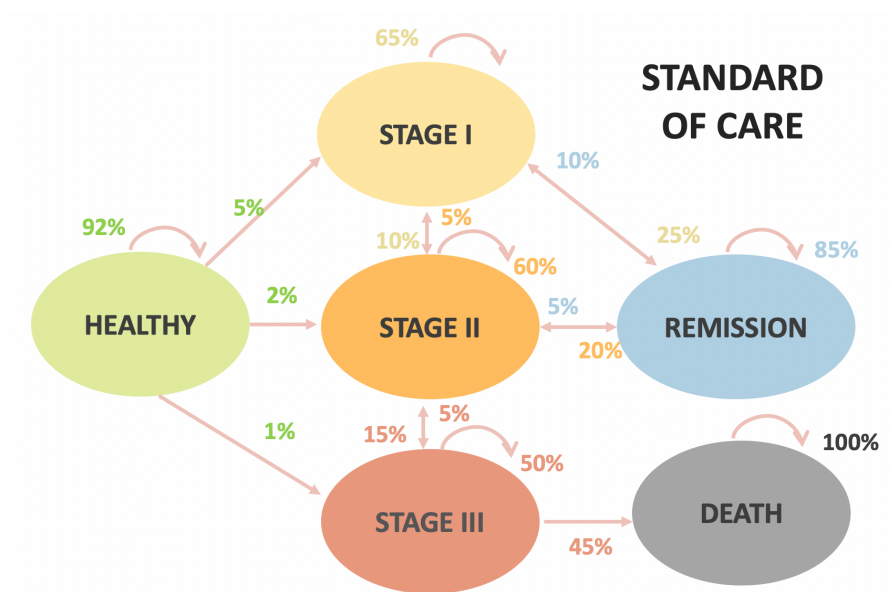 65%
STAGE I
STANDARD
OF CARE
10%
5%
5%
92%
10%
25%
85%
60%
HEALTHY
2%
STAGE II
5%
20%
REMISSION
1%
15%
5%
50%
100%
STAGE III
45%
DEATH